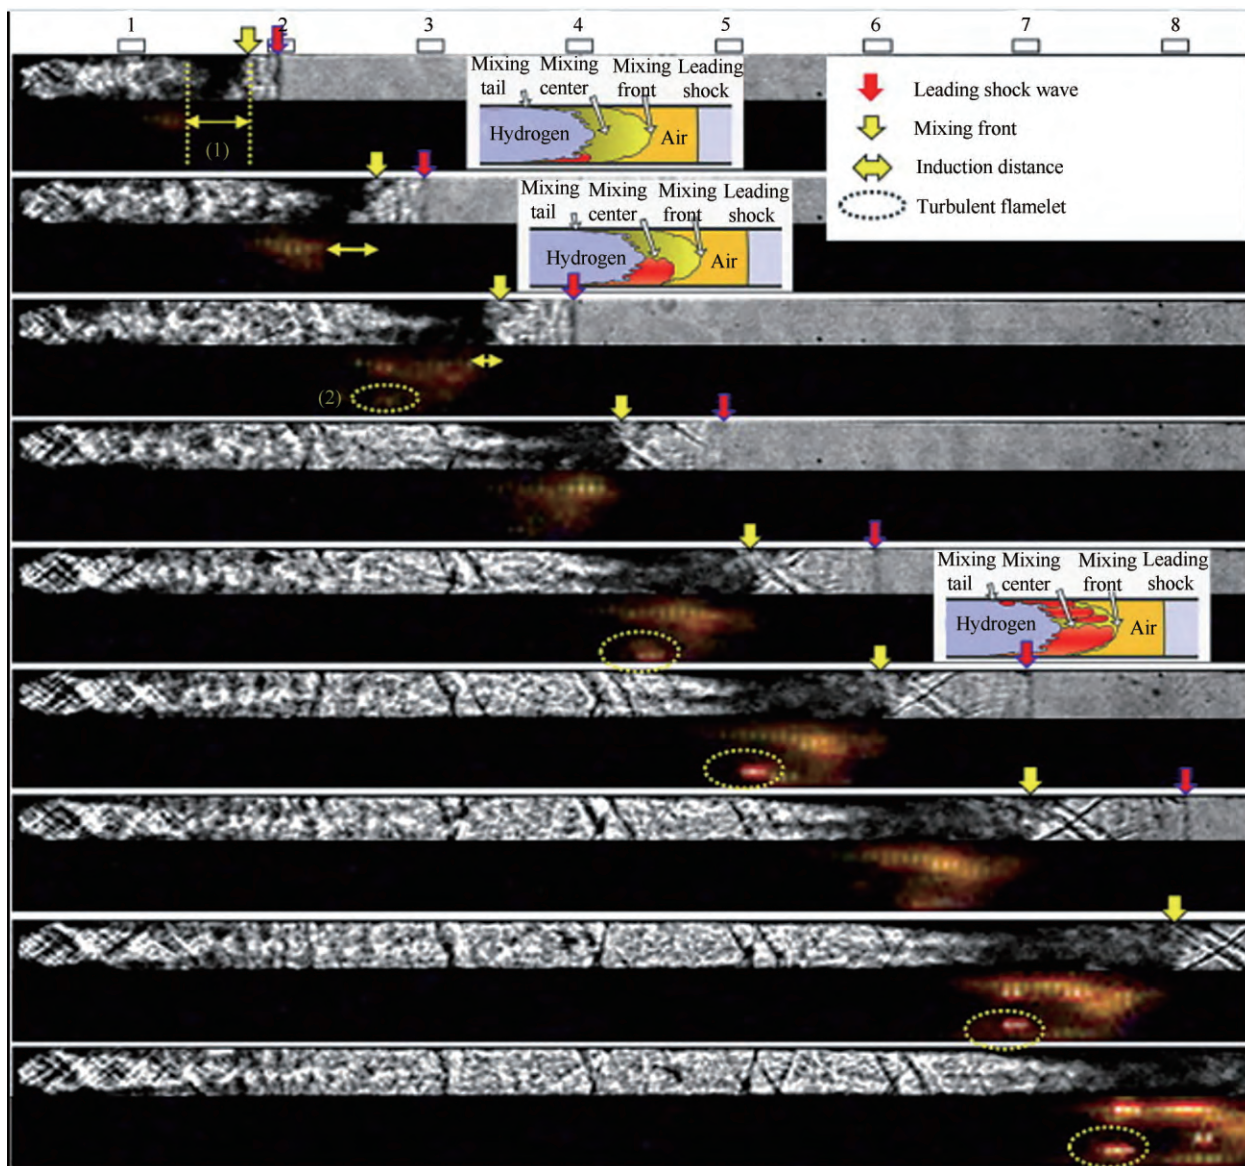 1 2 3 4 5 6 7 8
Mixing tail
Mixing center
Mixing front
Leading shock
Hydrogen
Air
Leading shock wave
Mixing front
Induction distance
Turbulent flamelet
(1)
Mixing tail
Mixing center
Mixing front
Leading shock
Hydrogen
Air
(2)
Mixing tail
Mixing center
Mixing front
Leading shock
Hydrogen
Air